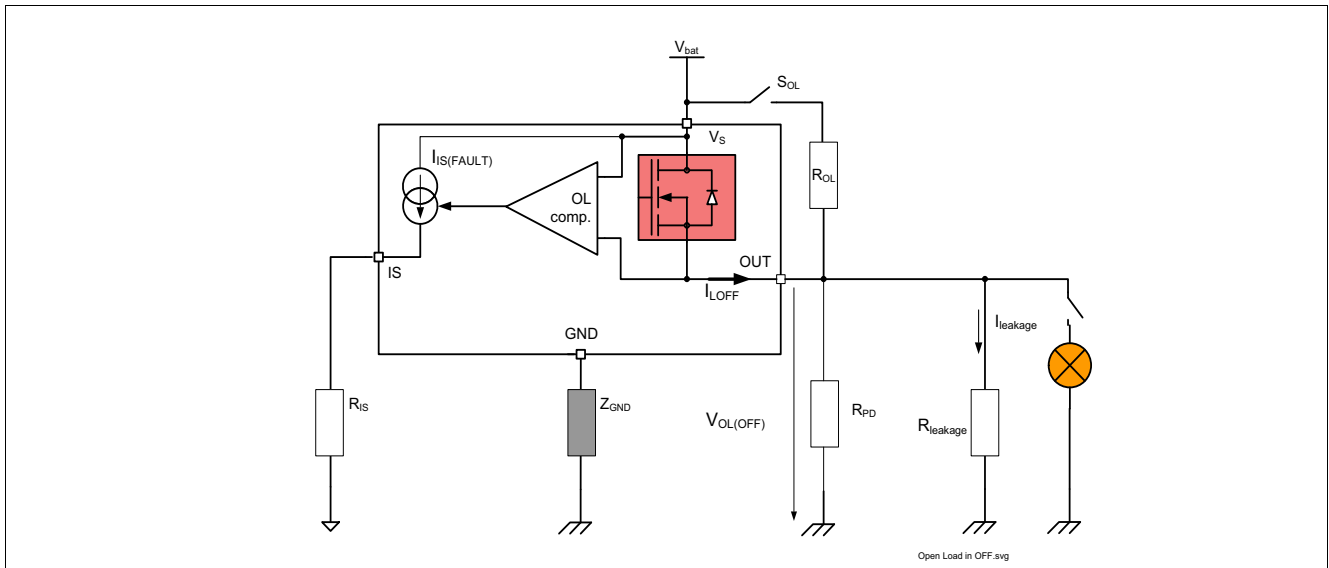 Vbat
SOL
VS
IIS(FAULT)
ROL
OL
comp.
OUT
IS
ILOFF
Ileakage
GND
RIS
ZGND
VOL(OFF)
RPD
Rleakage
Open Load in OFF.svg